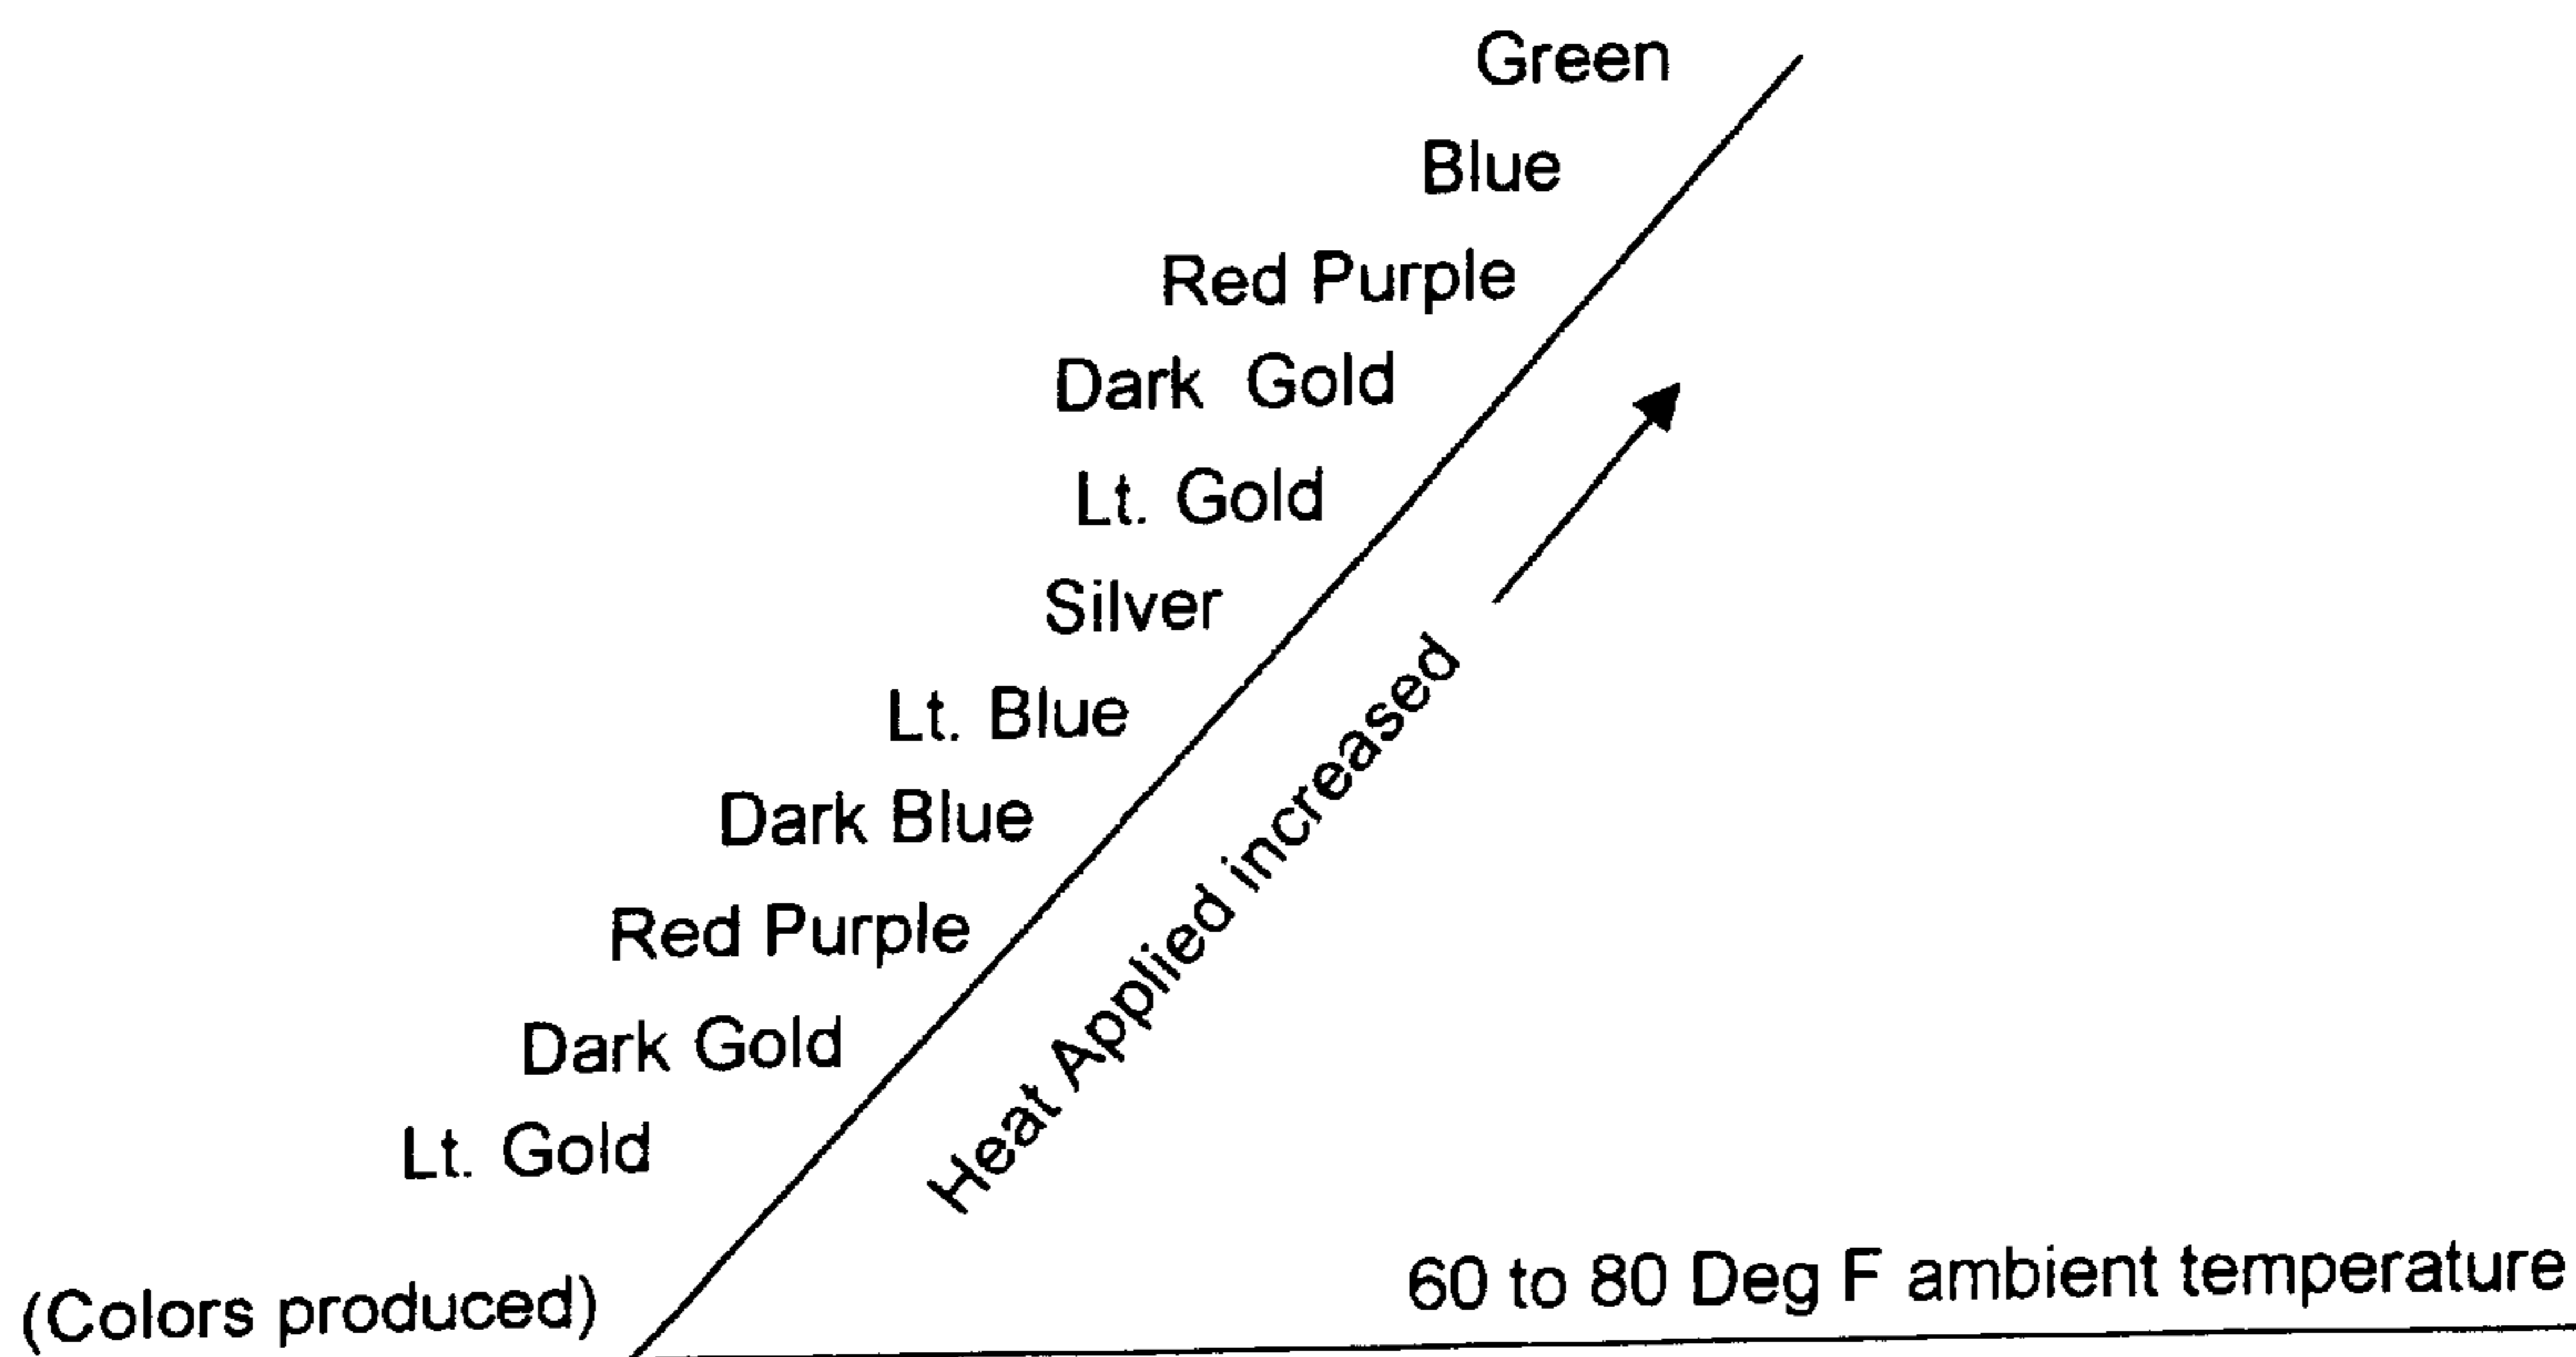 Green
Blue
Red Purple
Dark Gold
Lt. Gold
Silver
Lt. Blue
Dark Blue
Red Purple
Dark Gold
Lt. Gold
(Colors produced)
Heat Applied increased
60 to 80 Deg F ambient temperature